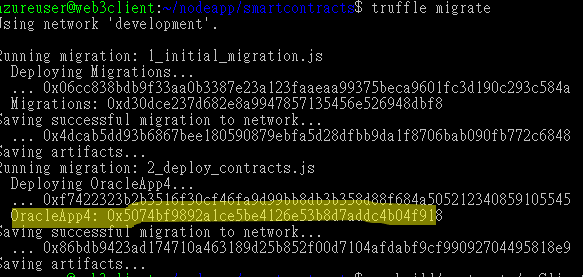 azureuser@web3client:~/nodeapp/smartcontracts$ truffle migrate
Using network 'development'.
Running migration: 1_initial_migration.js
Deploying Migrations...
... 0x06cc838bdb9f33aa0b3387e23a123faaeaa99375beca9601fc3d190c293c584a
Migrations: 0xd30dce237d682e8a9947857135456e526948dbf8
Saving successful migration to network...
... 0x4dcab5dd93b6867bee180590879ebfa5d28dfbb9da1f8706bab090fb772c6848
Saving artifacts...
Running migration: 2_deploy_contracts.js
Deploying OracleApp4...
OracleApp4: 0x5074bf9892a1ce5be4126e53b8d7addc4b04f918
Saving successful migration to network...
... 0x86bdb9423ad174710a463189d25b852f00d7104afdabf9cf99092704495818e9
Saving artifacts...